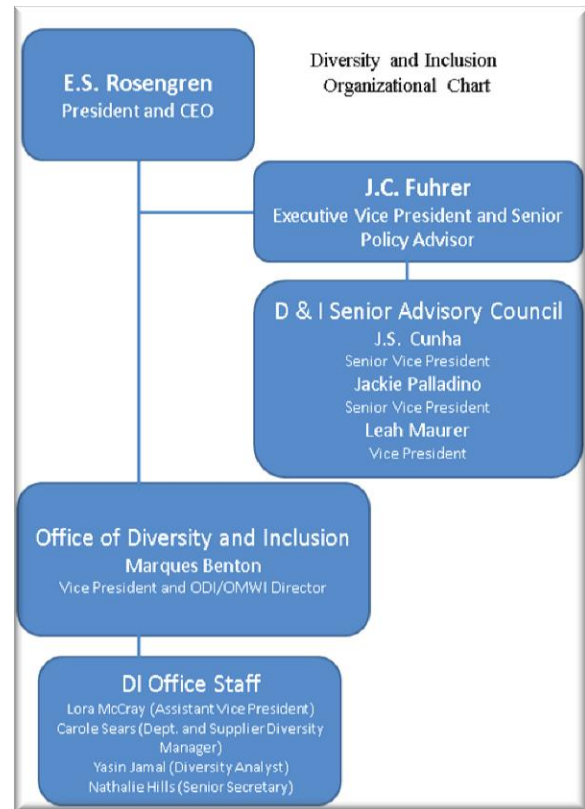 E.S. Rosengren
President and CEO
Diversity and Inclusion
Organizational Chart
J.C. Fuhrer
Executive Vice President and Senior
Policy Advisor
D & I Senior Advisory Council
J.S. Cunha
Senior Vice President
Jackie Palladino
Senior Vice President
Leah Maurer
Vice President
Office of Diversity and Inclusion
Marques Benton
Vice President and ODI/OMWI Director
DI Office Staff
Lora McCray (Assistant Vice President)
Carole Sears (Dept. and Supplier Diversity
Manager)
Yasin Jamal (Diversity Analyst)
Nathalie Hills (Senior Secretary)